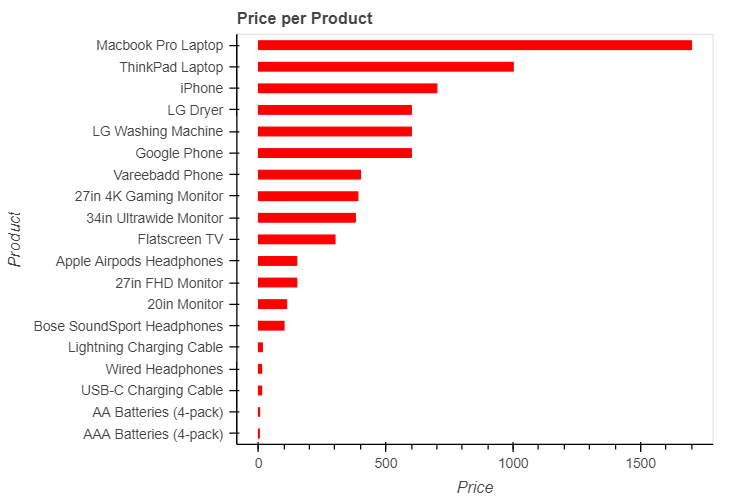 Price per Product
Macbook Pro Laptop
ThinkPad Laptop
iPhone
LG Dryer
LG Washing Machine
Google Phone
Vareebadd Phone
27in 4K Gaming Monitor
34in Ultrawide Monitor
Flatscreen TV
Apple Airpods Headphones
27in FHD Monitor
20in Monitor
Bose SoundSport Headphones
Lightning Charging Cable
Wired Headphones
USB-C Charging Cable
AA Batteries (4-pack)
AAA Batteries (4-pack)
Product
0 500 1000 1500
Price